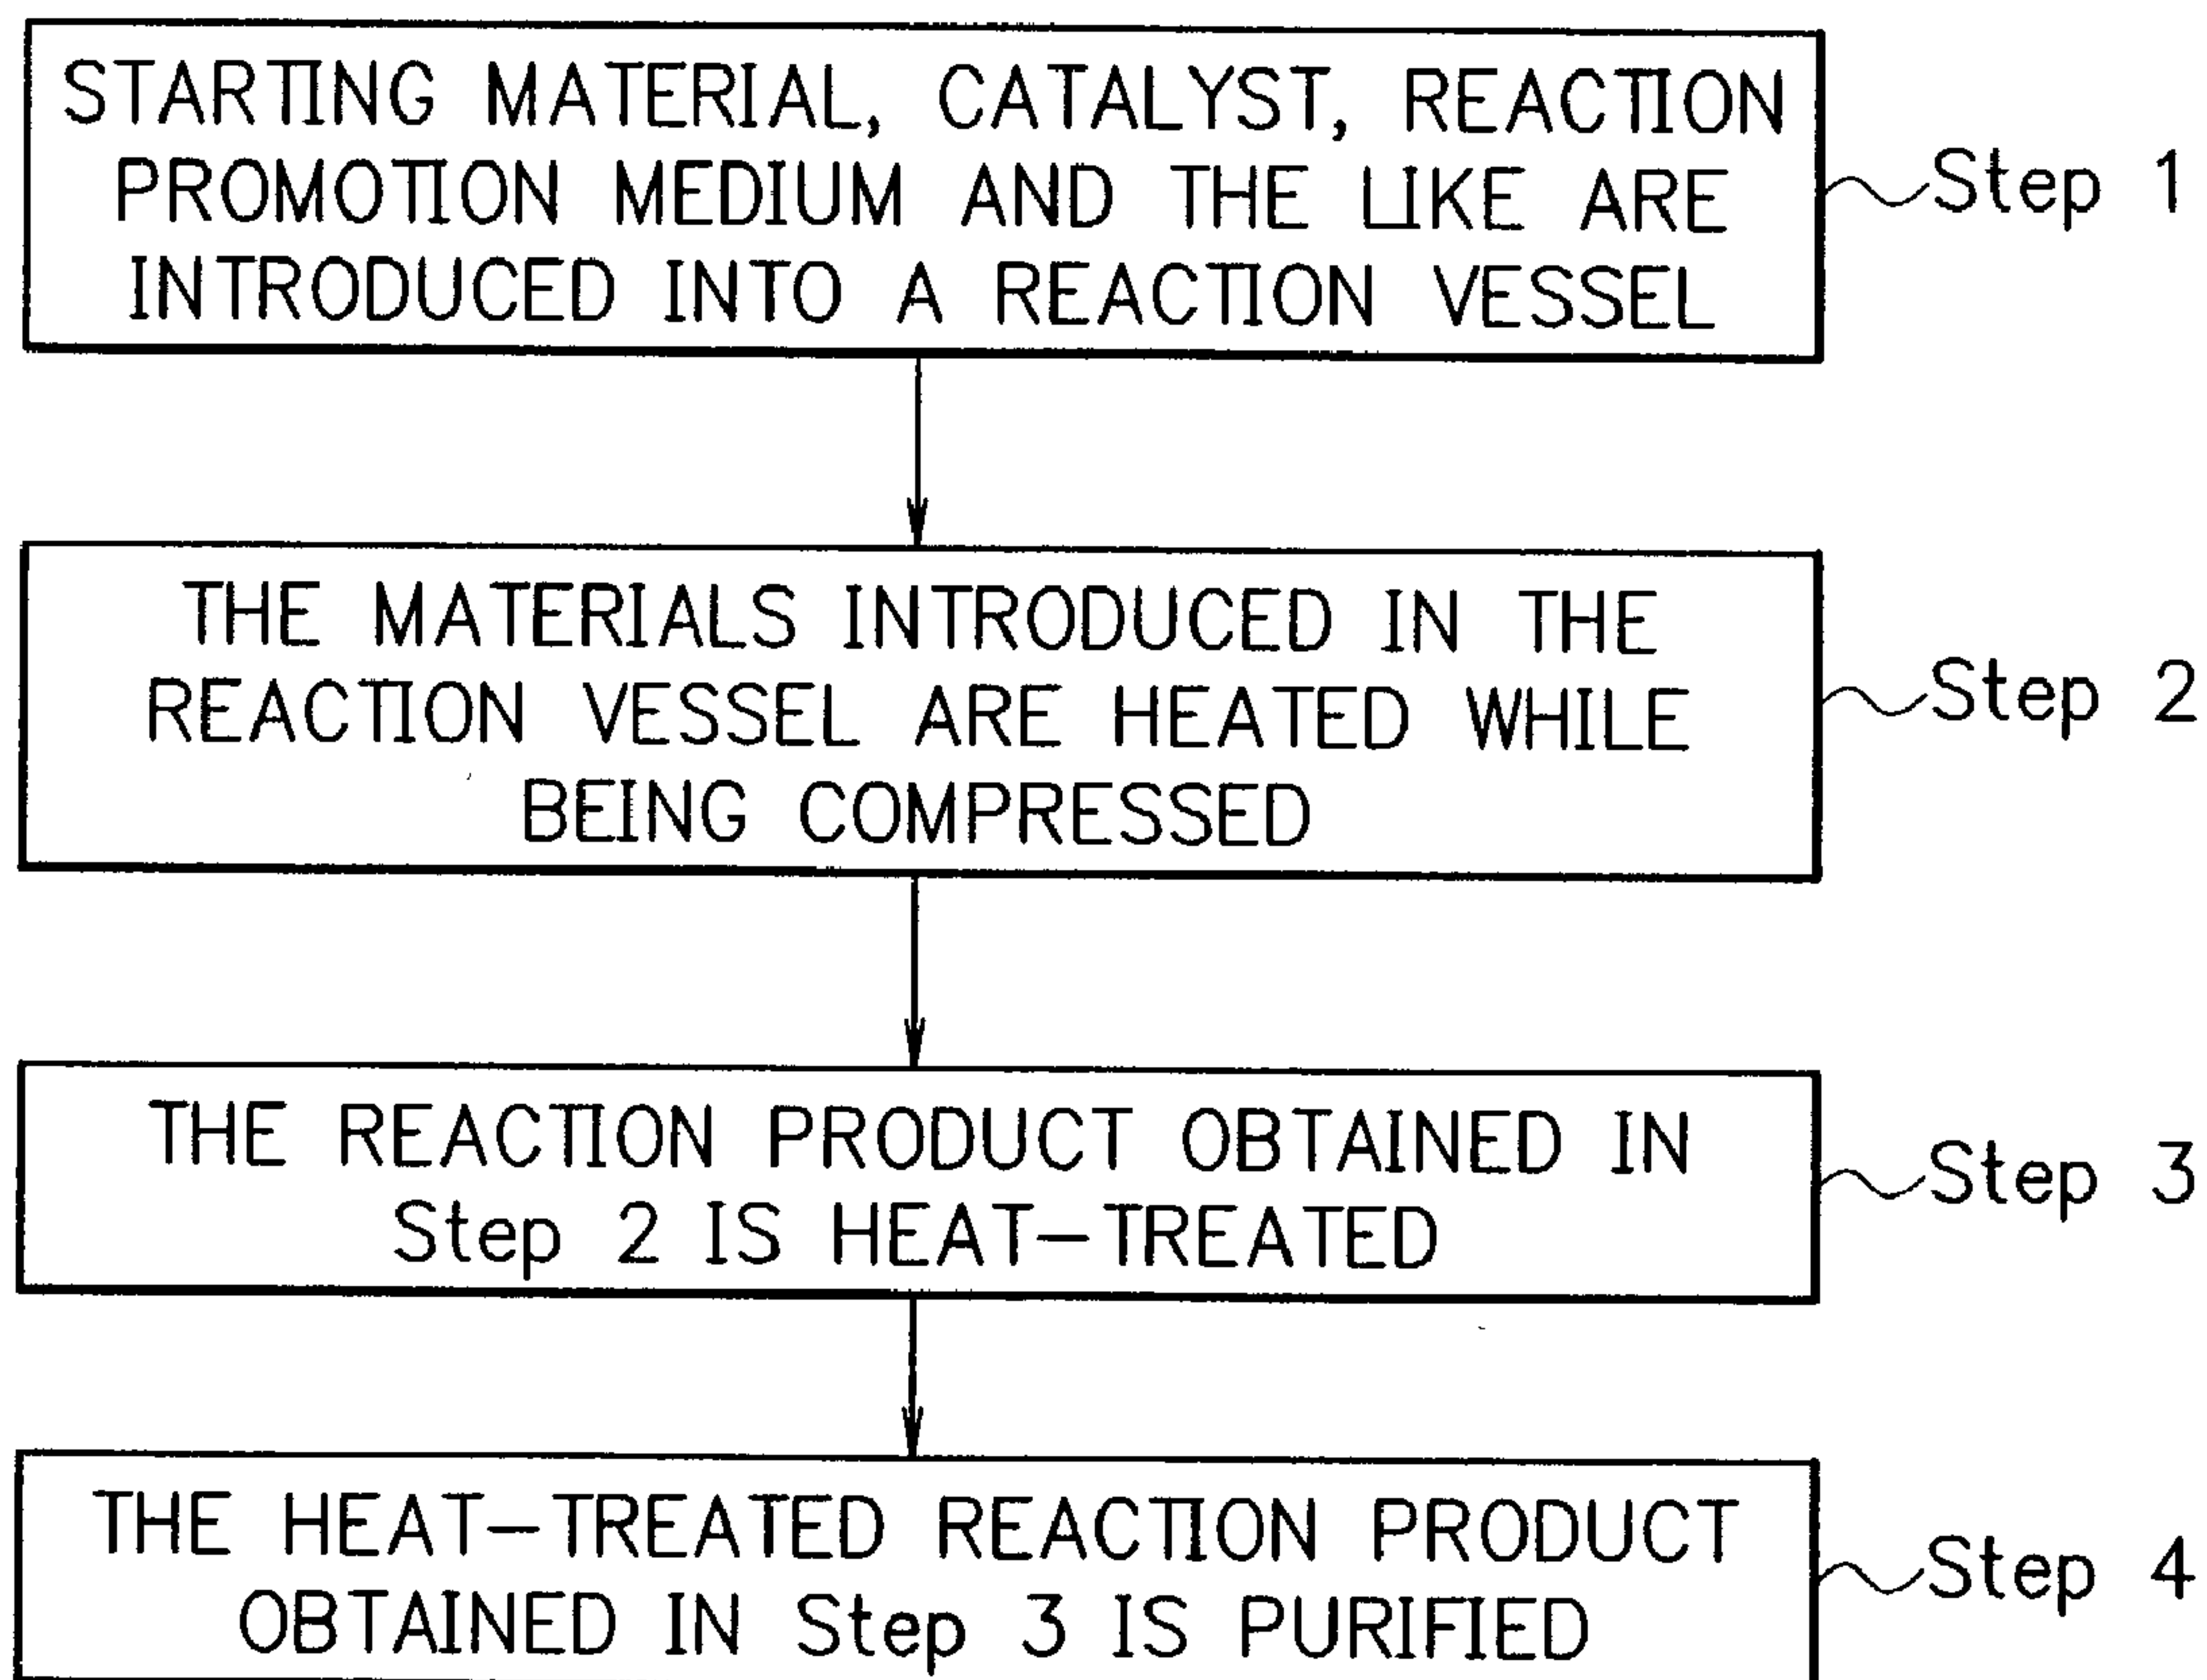 STARTING MATERIAL, CATALYST, REACTION
PROMOTION MEDIUM AND THE LIKE ARE
INTRODUCED INTO A REACTION VESSEL
Step 1
THE MATERIALS INTRODUCED IN THE
REACTION VESSEL ARE HEATED WHILE
BEING COMPRESSED
Step 2
THE REACTION PRODUCT OBTAINED IN
Step 2 IS HEAT-TREATED
Step 3
THE HEAT-TREATED REACTION PRODUCT
OBTAINED IN Step 3 IS PURIFIED
Step 4